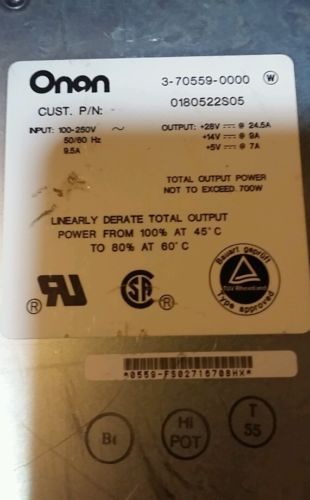 Onan
3-70559-0000 W
CUST. P/N: 0180522S05
INPUT: 100-250V ~
50/60 Hz
9.5A
OUTPUT: +28V ⎓ @ 24.5A
+14V ⎓ @ 9A
+5V ⎓ @ 7A
TOTAL OUTPUT POWER
NOT TO EXCEED 700W
LINEARLY DERATE TOTAL OUTPUT
POWER FROM 100% AT 45°C
TO 80% AT 60°C
UR ®
SA ®
Bauart geprüft
TÜV Rheinland
Type approved
*0559-FS02716708HX*
Hi
POT
T
55